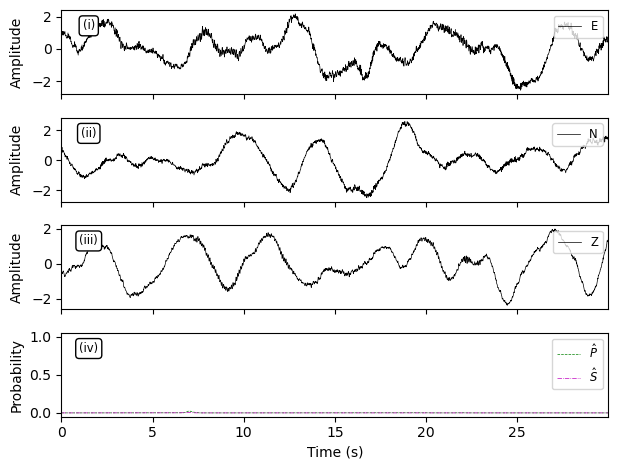 2
0
−2
Amplitude
(i)
E
2
0
−2
Amplitude
(ii)
N
2
0
−2
Amplitude
(iii)
Z
1.0
0.5
0.0
Probability
(iv)
P̂
Ŝ
0 5 10 15 20 25
Time (s)